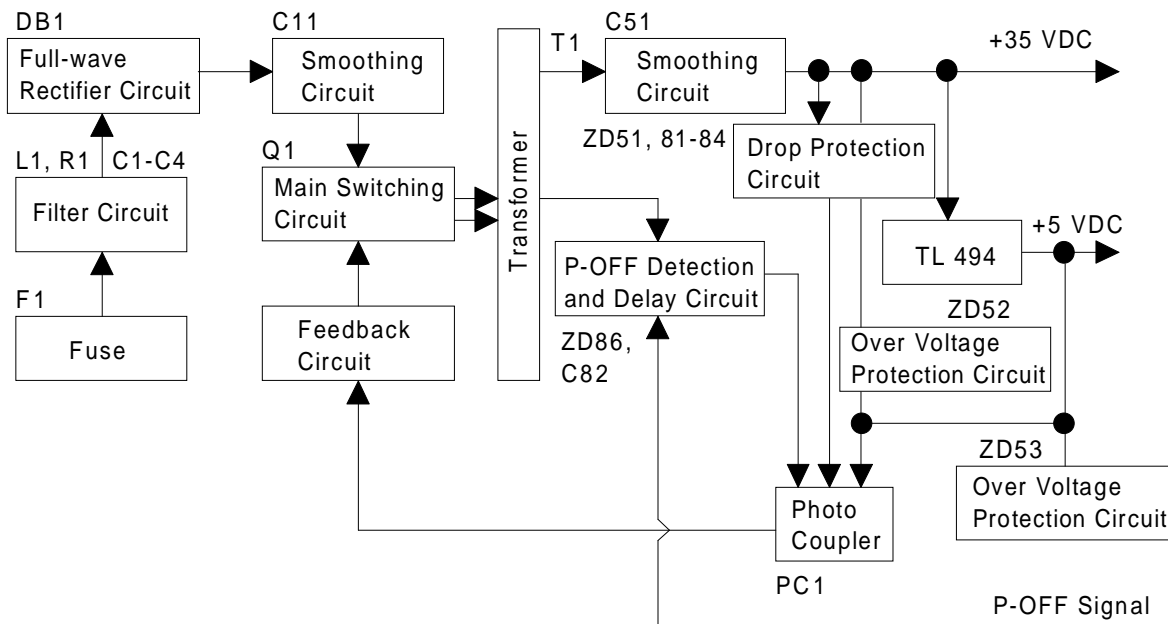 DB1
Full-wave
Rectifier Circuit
C11
Smoothing
Circuit
T1
C51
Smoothing
Circuit
+35 VDC
L1, R1
C1-C4
Filter Circuit
Q1
Main Switching
Circuit
Transformer
ZD51, 81-84
Drop Protection
Circuit
TL 494
+5 VDC
F1
Fuse
Feedback
Circuit
P-OFF Detection
and Delay Circuit
ZD86,
C82
ZD52
Over Voltage
Protection Circuit
ZD53
Over Voltage
Protection Circuit
Photo
Coupler
PC1
P-OFF Signal